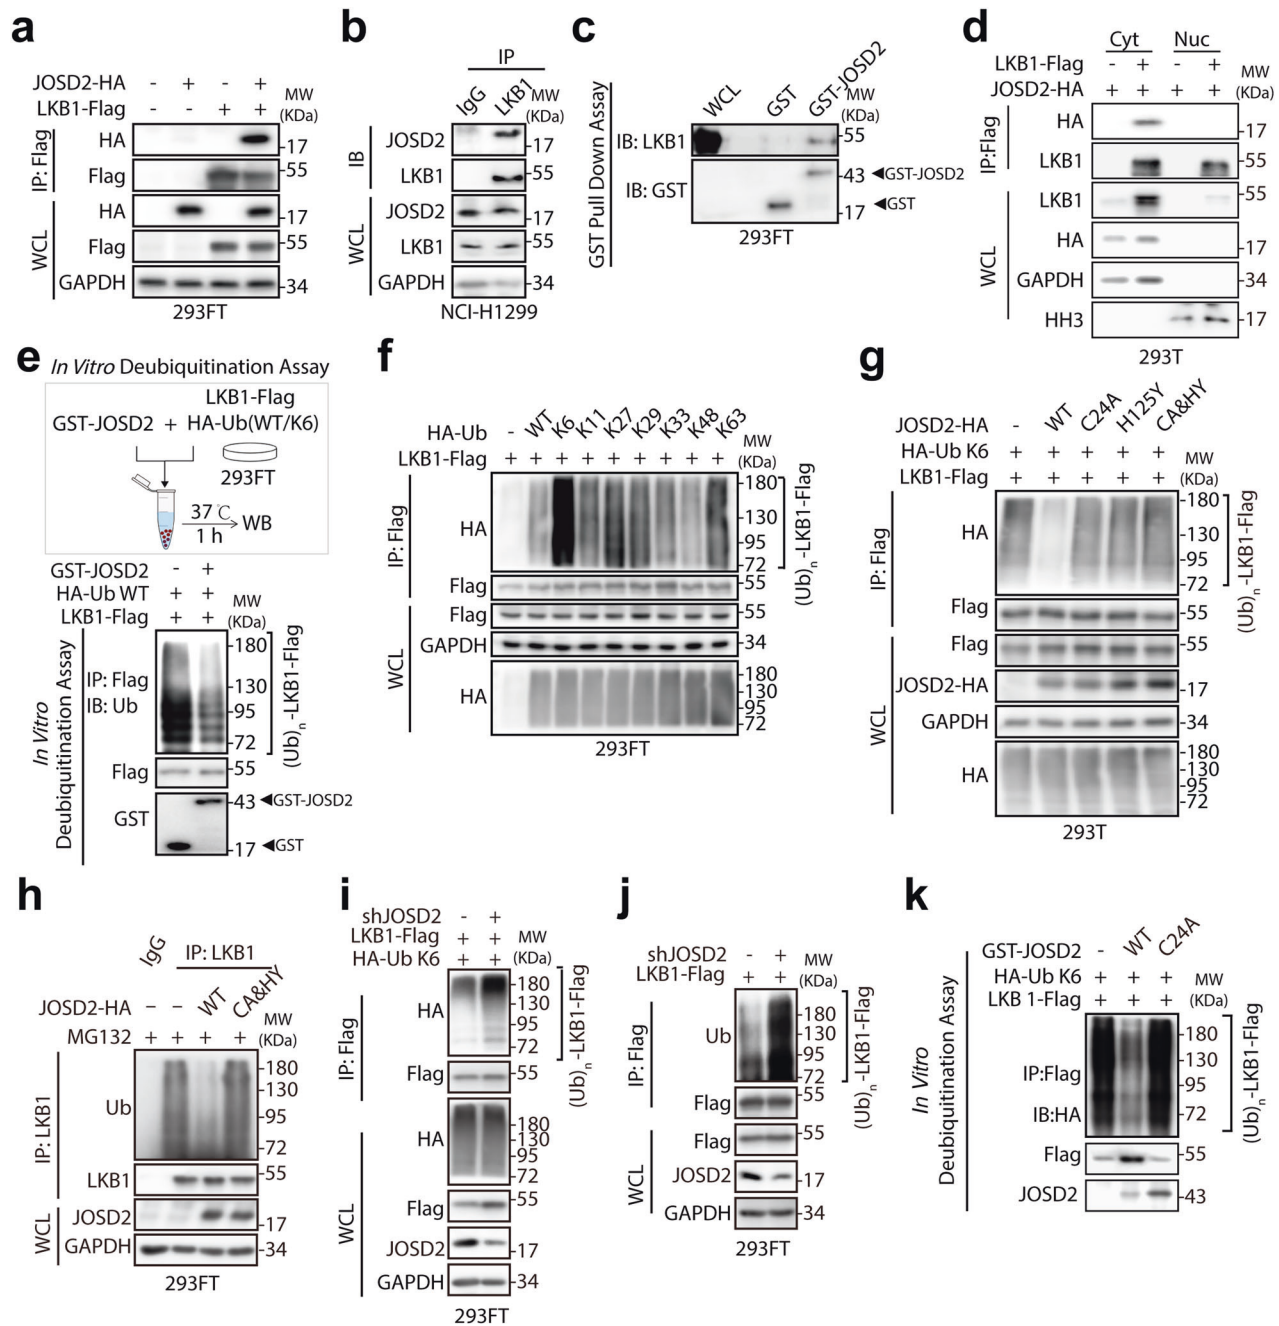 a
JOSD2-HA - + - +
LKB1-Flag - - + +
MW
(KDa)
IP: Flag
HA
17
Flag
55
WCL
HA
17
Flag
55
GAPDH
34
293FT
b
IP
IgG
LKB1
MW
(KDa)
IB
JOSD2
17
LKB1
55
WCL
JOSD2
17
LKB1
55
GAPDH
34
NCI-H1299
c
GST Pull Down Assay
WCL
GST
GST-JOSD2
MW
(KDa)
IB: LKB1
55
IB: GST
43 GST-JOSD2
17 GST
293FT
d
Cyt Nuc
LKB1-Flag - + - +
JOSD2-HA + + + +
MW
(KDa)
IP:Flag
HA
17
LKB1
55
WCL
LKB1
55
HA
17
GAPDH
34
HH3
17
293T
e
In Vitro Deubiquitination Assay
LKB1-Flag
GST-JOSD2 + HA-Ub(WT/K6)
293FT
37℃
1 h
WB
GST-JOSD2 - +
HA-Ub WT + +
LKB1-Flag + +
MW
(KDa)
In Vitro
Deubiquitination Assay
IP: Flag
IB: Ub
180
130
95
72
(Ub)n-LKB1-Flag
Flag
55
GST
43 GST-JOSD2
17 GST
f
HA-Ub - WT K6 K11 K27 K29 K33 K48 K63
LKB1-Flag + + + + + + + + +
MW
(KDa)
IP: Flag
HA
180
130
95
72
(Ub)n-LKB1-Flag
Flag
55
WCL
Flag
55
GAPDH
34
HA
180
130
95
72
293FT
g
JOSD2-HA - WT C24A H125Y CA&HY
HA-Ub K6 + + + + +
LKB1-Flag + + + + +
MW
(KDa)
IP: Flag
HA
180
130
95
72
(Ub)n-LKB1-Flag
Flag
55
WCL
Flag
55
JOSD2-HA
17
GAPDH
34
HA
180
130
95
72
293T
h
IgG
IP: LKB1
JOSD2-HA - - WT CA&HY
MG132 + + + +
MW
(KDa)
IP: LKB1
Ub
180
130
95
72
LKB1
55
WCL
JOSD2
17
GAPDH
34
293FT
i
shJOSD2 - +
LKB1-Flag + +
HA-Ub K6 + +
MW
(KDa)
IP: Flag
HA
180
130
95
72
(Ub)n-LKB1-Flag
Flag
55
WCL
HA
180
130
95
72
Flag
55
JOSD2
17
GAPDH
34
293FT
j
shJOSD2 - +
LKB1-Flag + +
MW
(KDa)
IP: Flag
Ub
180
130
95
72
(Ub)n-LKB1-Flag
Flag
55
WCL
Flag
55
JOSD2
17
GAPDH
34
293FT
k
GST-JOSD2 - WT C24A
HA-Ub K6 + + +
LKB 1-Flag + + +
MW
(KDa)
In Vitro
Deubiquitination Assay
IP:Flag
IB:HA
180
130
95
72
(Ub)n-LKB1-Flag
Flag
55
JOSD2
43